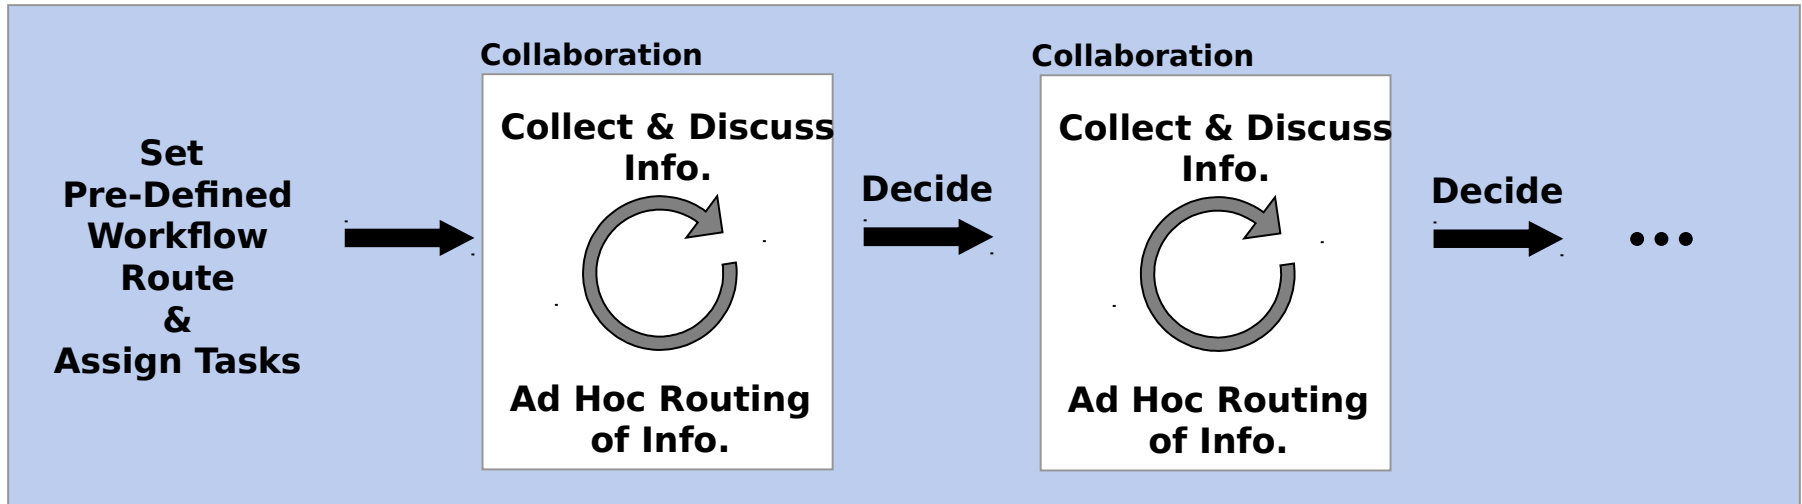 Set
Pre-Defined
Workflow
Route
&
Assign Tasks
Collaboration
Collect & Discuss
Info.
Ad Hoc Routing
of Info.
Decide
Collaboration
Collect & Discuss
Info.
Ad Hoc Routing
of Info.
Decide
...